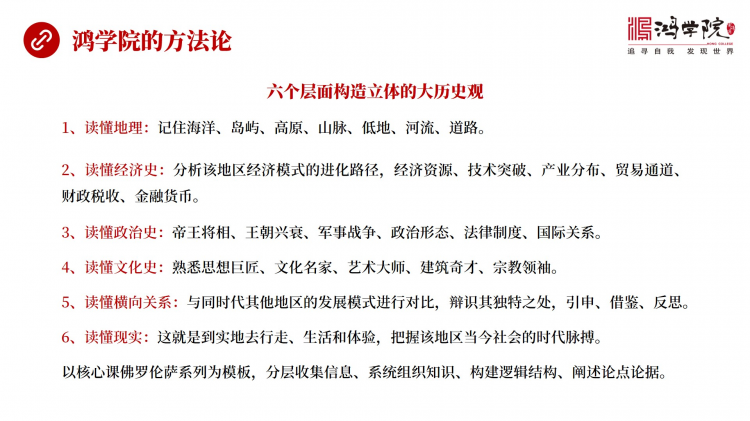 鸿学院的方法论
鸿学院
HONG COLLEGE
追寻自我 发现世界
六个层面构造立体的大历史观
1、读懂地理：记住海洋、岛屿、高原、山脉、低地、河流、道路。
2、读懂经济史：分析该地区经济模式的进化路径，经济资源、技术突破、产业分布、贸易通道、
财政税收、金融货币。
3、读懂政治史：帝王将相、王朝兴衰、军事战争、政治形态、法律制度、国际关系。
4、读懂文化史：熟悉思想巨匠、文化名家、艺术大师、建筑奇才、宗教领袖。
5、读懂横向关系：与同时代其他地区的发展模式进行对比，辩识其独特之处，引申、借鉴、反思。
6、读懂现实：这就是到实地去行走、生活和体验，把握该地区当今社会的时代脉搏。
以核心课佛罗伦萨系列为模板，分层收集信息、系统组织知识、构建逻辑结构、阐述论点论据。